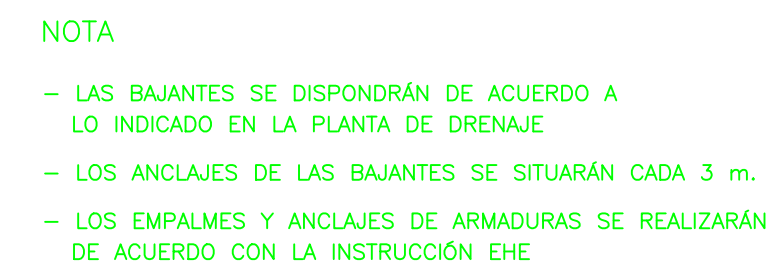 NOTA
– LAS BAJANTES SE DISPONDRÁN DE ACUERDO A
LO INDICADO EN LA PLANTA DE DRENAJE
– LOS ANCLAJES DE LAS BAJANTES SE SITUARÁN CADA 3 m.
– LOS EMPALMES Y ANCLAJES DE ARMADURAS SE REALIZARÁN
DE ACUERDO CON LA INSTRUCCIÓN EHE